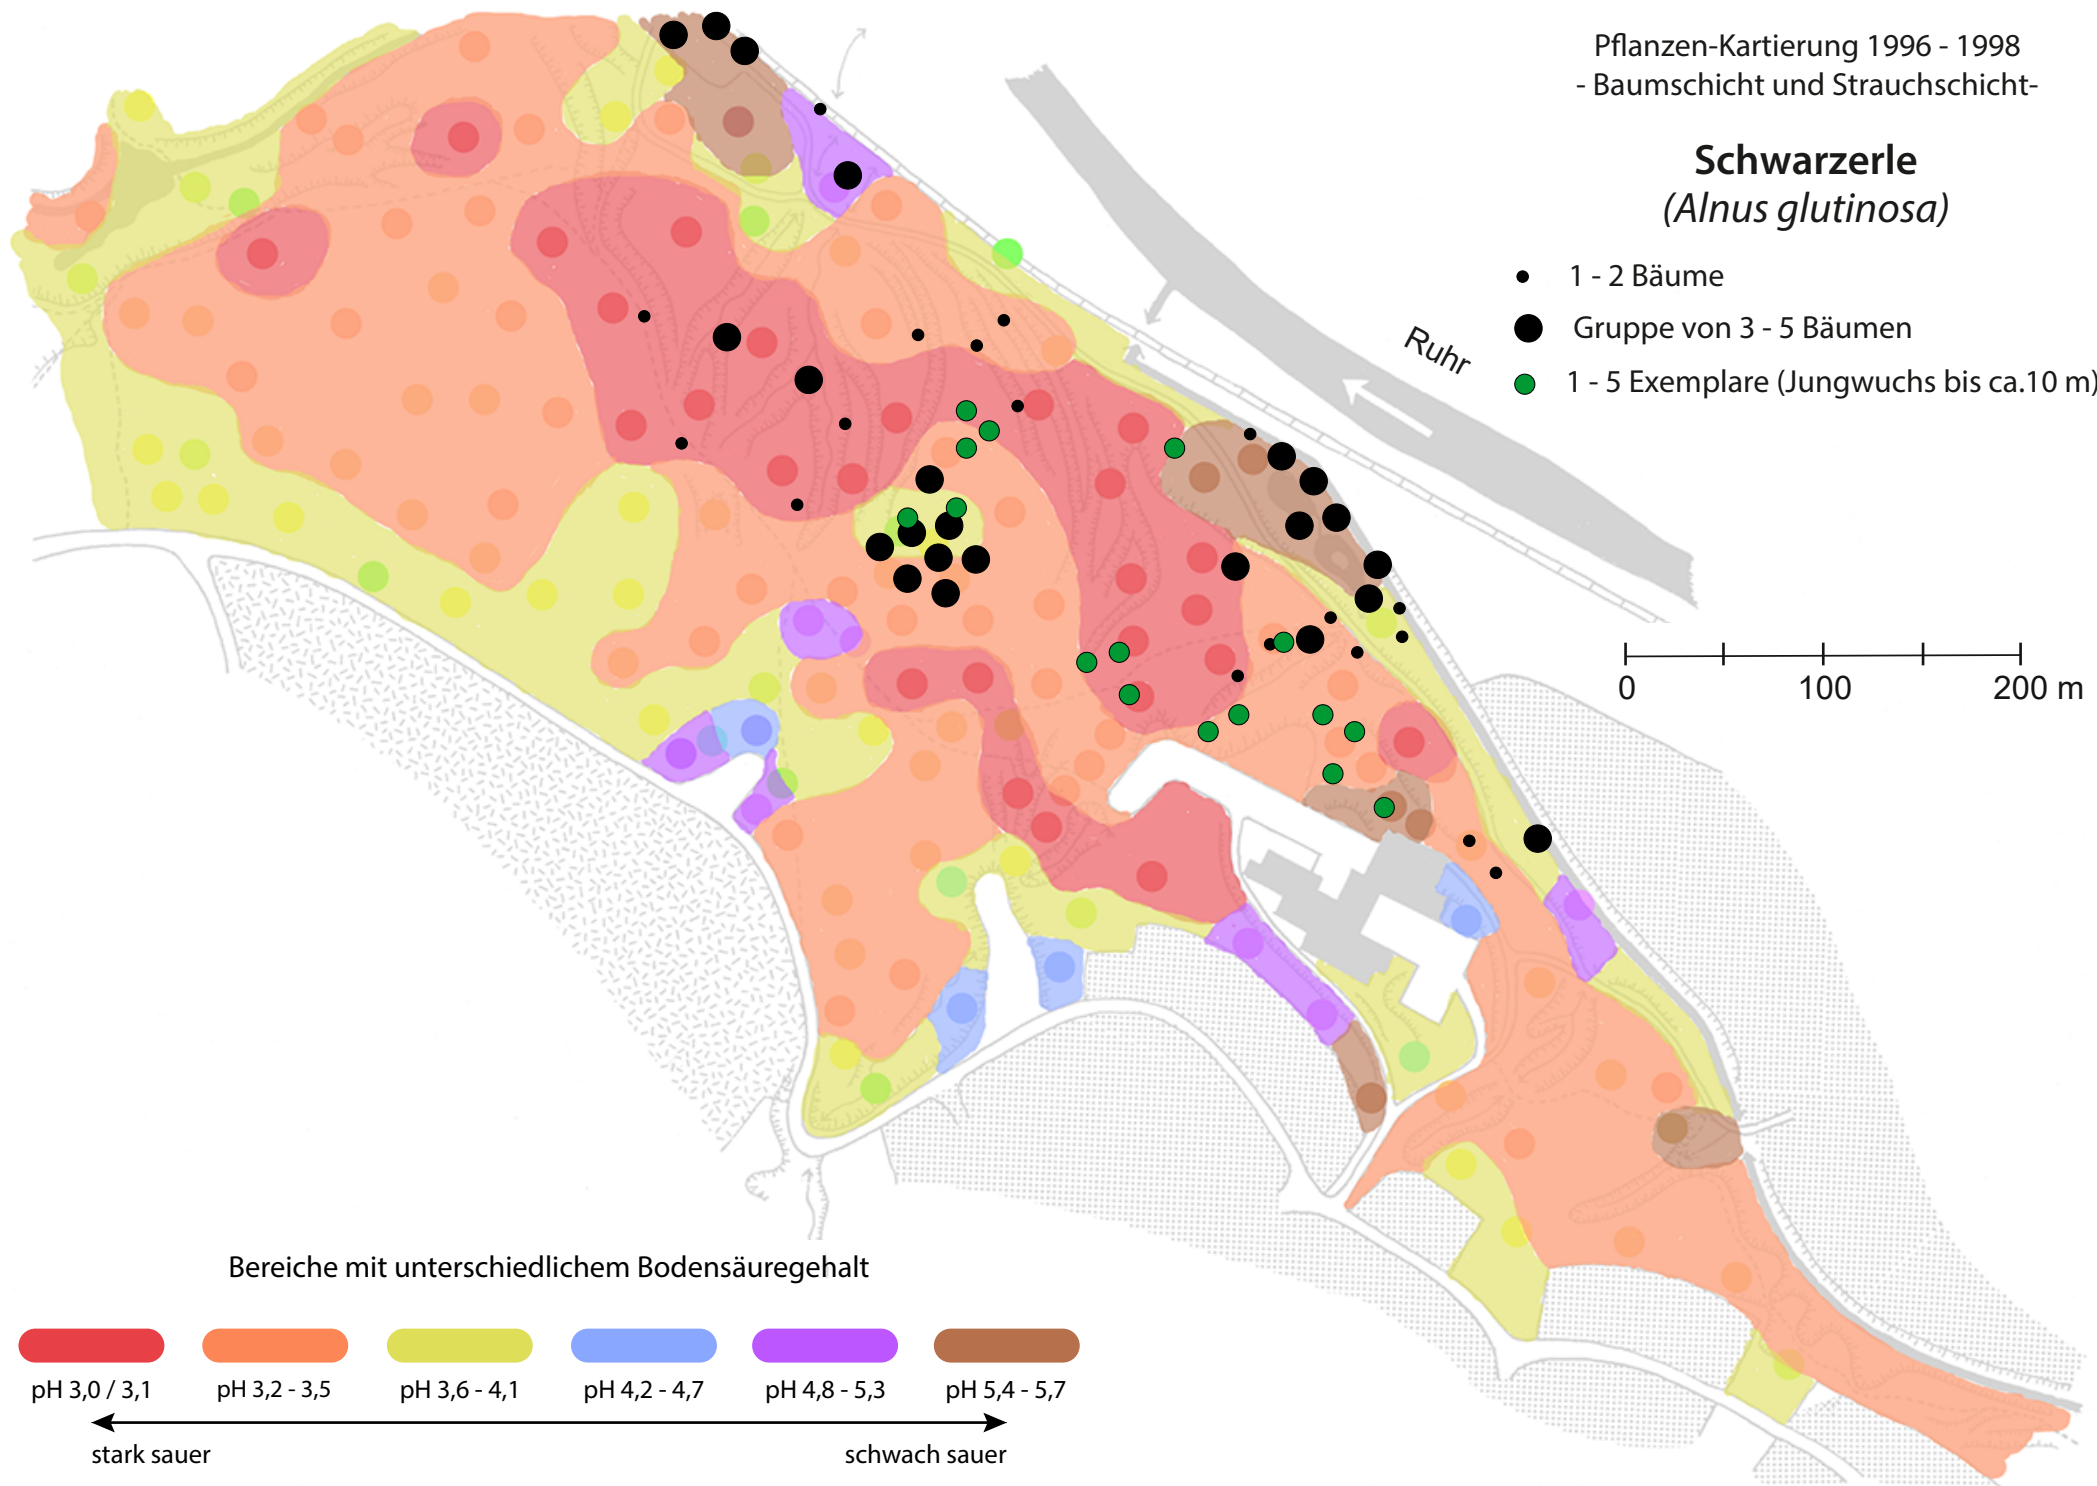 Pflanzen-Kartierung 1996 - 1998
- Baumschicht und Strauchschicht-
Schwarzerle
(Alnus glutinosa)
1 - 2 Bäume
Gruppe von 3 - 5 Bäumen
1 - 5 Exemplare (Jungwuchs bis ca.10 m)
Ruhr
0 100 200 m
Bereiche mit unterschiedlichem Bodensäuregehalt
pH 3,0 / 3,1 pH 3,2 - 3,5 pH 3,6 - 4,1 pH 4,2 - 4,7 pH 4,8 - 5,3 pH 5,4 - 5,7
stark sauer schwach sauer